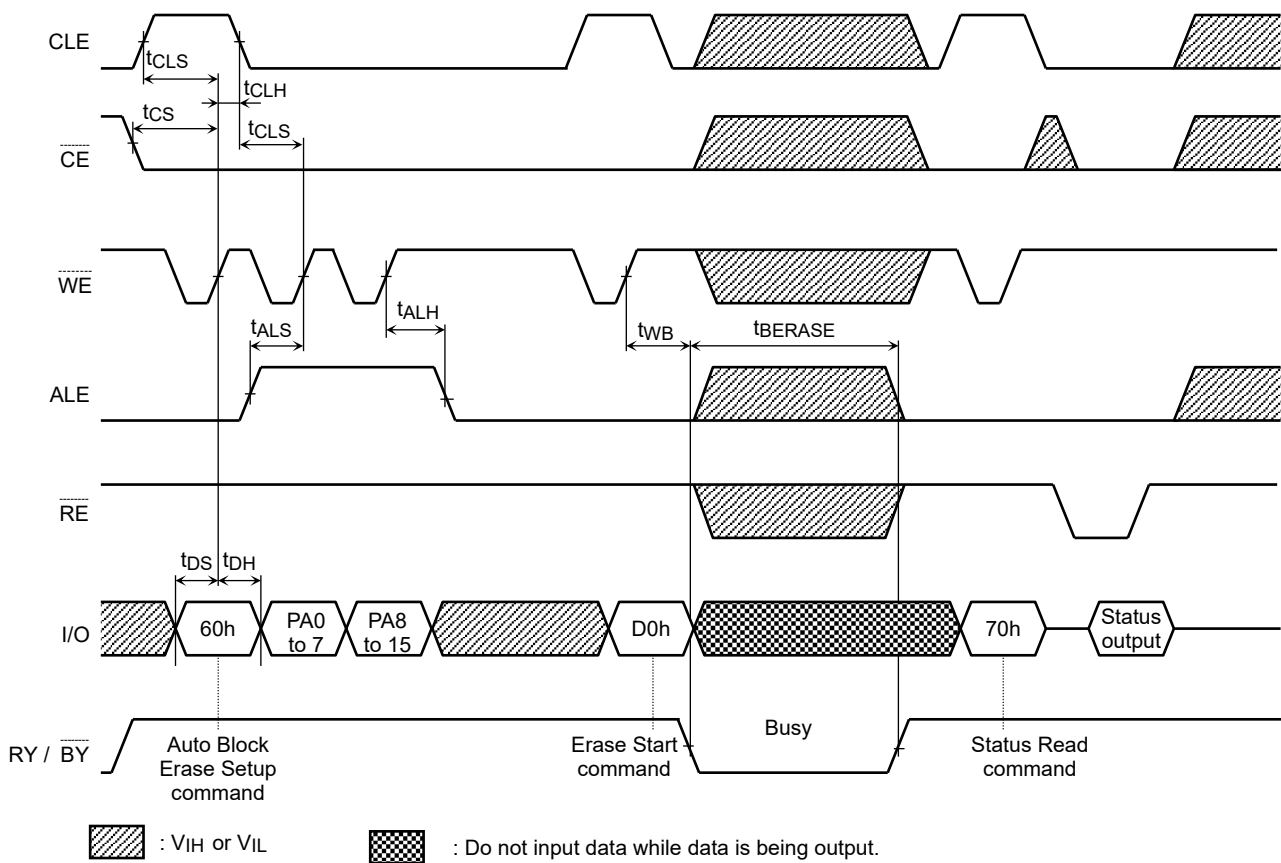 CLE
tCLS
tCLH
tCS
tCLS
CE
WE
tALS
tALH
tWB
tBERASE
ALE
RE
tDS
tDH
I/O
60h
PA0
to 7
PA8
to 15
D0h
70h
Status
output
RY / BY
Auto Block
Erase Setup
command
Erase Start
command
Busy
Status Read
command
: VIH or VIL
: Do not input data while data is being output.